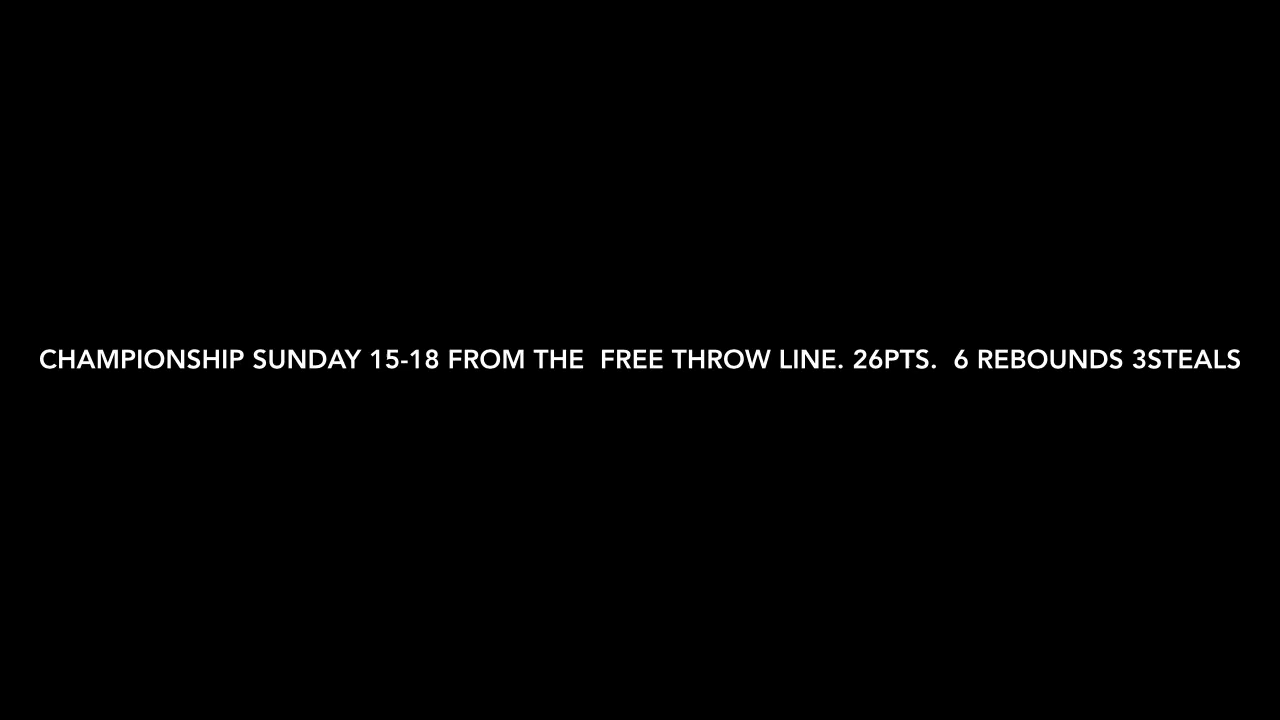 CHAMPIONSHIP SUNDAY 15-18 FROM THE  FREE THROW LINE. 26PTS.  6 REBOUNDS 3STEALS